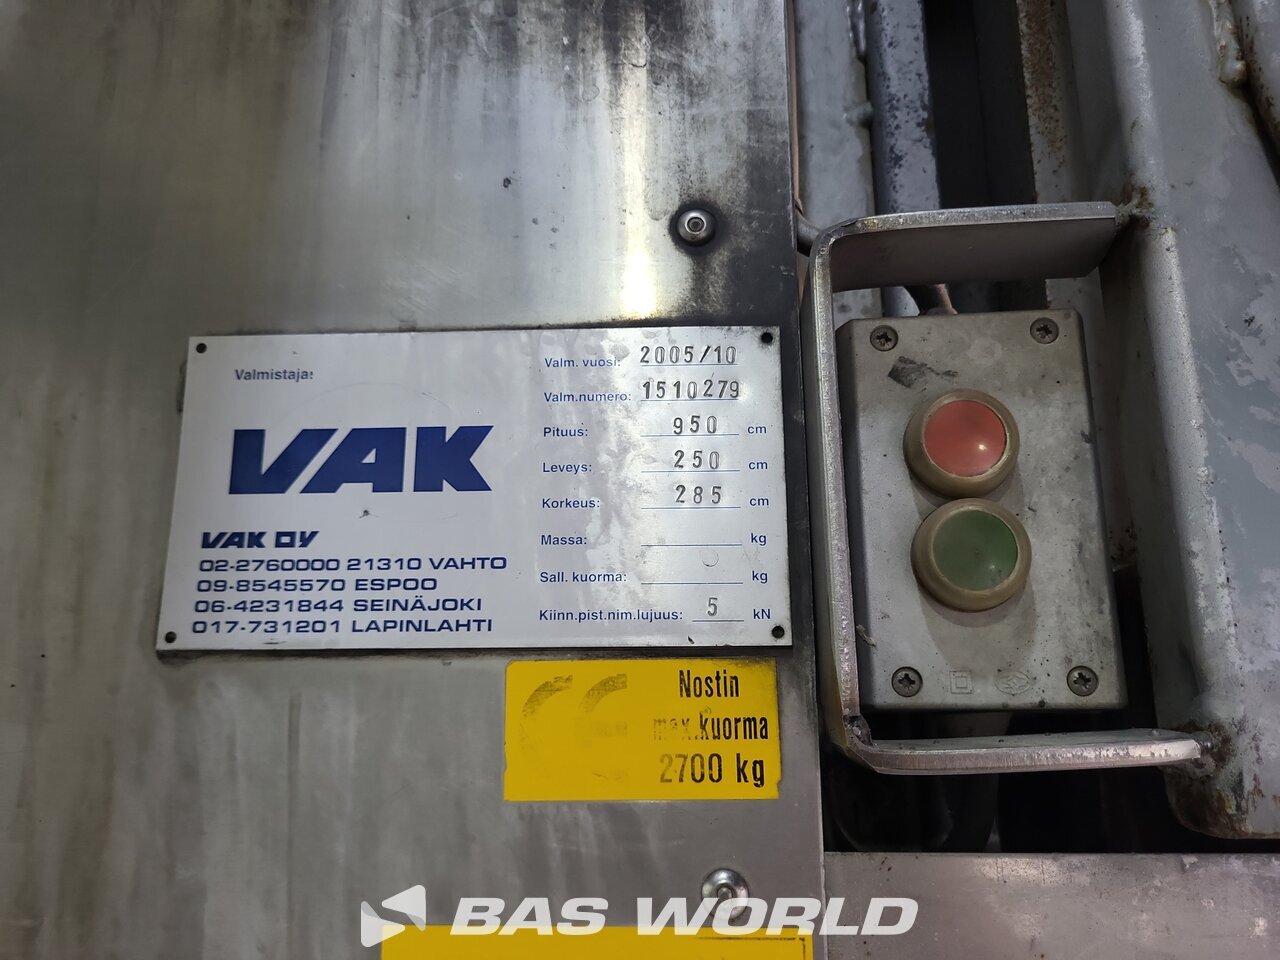 Valmistaja:
VAK
VAK OY
02-2760000 21310 VAHTO
09-8545570 ESPOO
06-4231844 SEINÄJOKI
017-731201 LAPINLAHTI
Valm. vuosi: 2005/10
Valm.numero: 1510279
Pituus: 950 cm
Leveys: 250 cm
Korkeus: 285 cm
Massa: kg
Sall. kuorma: kg
Kiinn.pist.nim.lujuus: 5 kN
CE
Nostin
max.kuorma
2700 kg
BAS WORLD